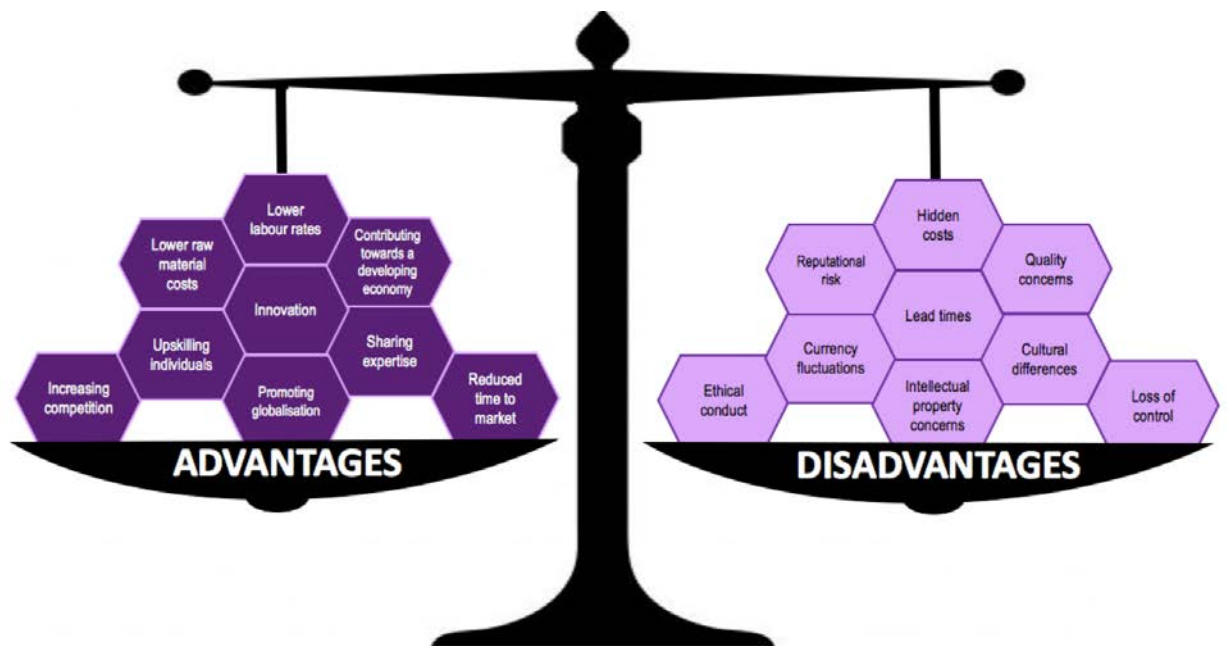 Lower
labour rates
Lower raw
material
costs
Contributing
towards a
developing
economy
Innovation
Upskilling
individuals
Sharing
expertise
Increasing
competition
Promoting
globalisation
Reduced
time to
market
ADVANTAGES
Hidden
costs
Reputational
risk
Quality
concerns
Lead times
Currency
fluctuations
Cultural
differences
Ethical
conduct
Intellectual
property
concerns
Loss of
control
DISADVANTAGES